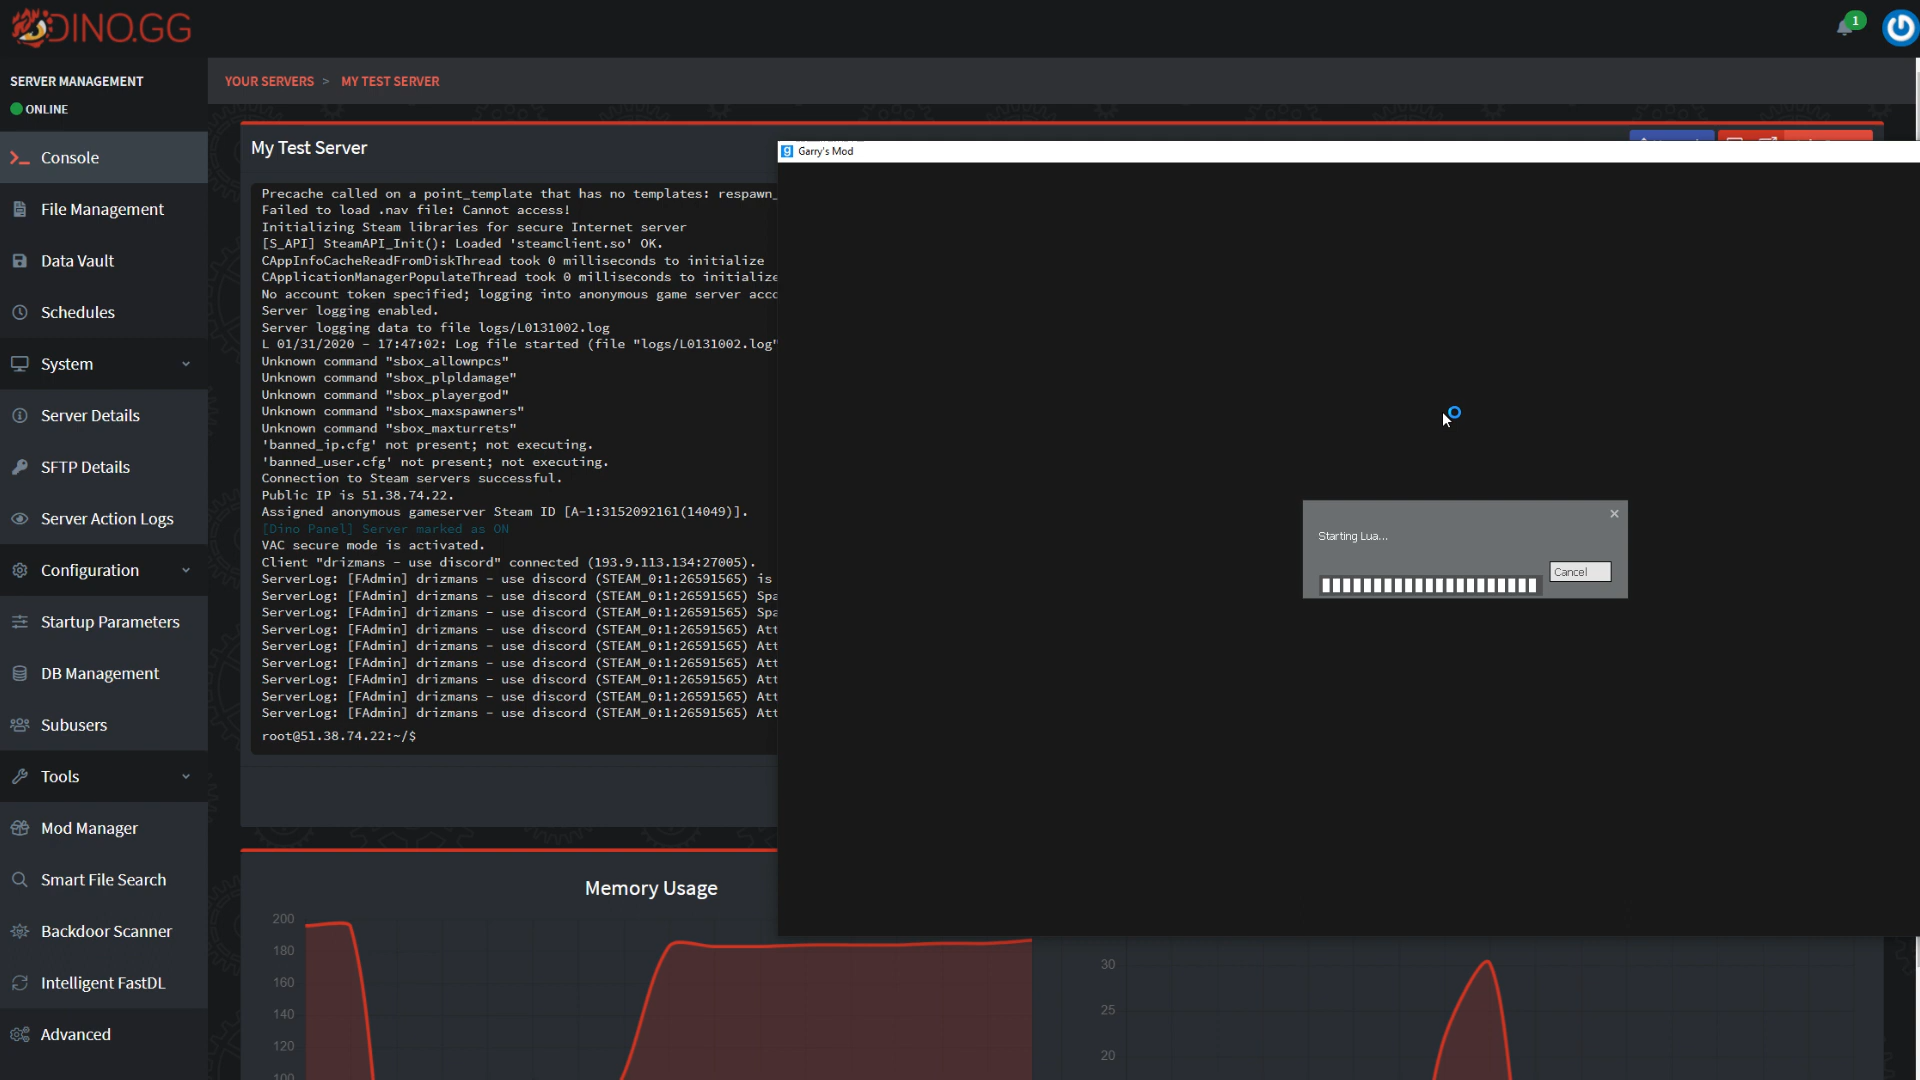 DINO.GG
1
SERVER MANAGEMENT
ONLINE
YOUR SERVERS > MY TEST SERVER
Console
File Management
Data Vault
Schedules
System
Server Details
SFTP Details
Server Action Logs
Configuration
Startup Parameters
DB Management
Subusers
Tools
Mod Manager
Smart File Search
Backdoor Scanner
Intelligent FastDL
Advanced
My Test Server
Precache called on a point_template that has no templates: respawn_
Failed to load .nav file: Cannot access!
Initializing Steam libraries for secure Internet server
[S_API] SteamAPI_Init(): Loaded 'steamclient.so' OK.
CAppInfoCacheReadFromDiskThread took 0 milliseconds to initialize
CApplicationManagerPopulateThread took 0 milliseconds to initialize
No account token specified; logging into anonymous game server acco
Server logging enabled.
Server logging data to file logs/L0131002.log
L 01/31/2020 - 17:47:02: Log file started (file "logs/L0131002.log"
Unknown command "sbox_allownpcs"
Unknown command "sbox_plpldamage"
Unknown command "sbox_playergod"
Unknown command "sbox_maxspawners"
Unknown command "sbox_maxturrets"
'banned_ip.cfg' not present; not executing.
'banned_user.cfg' not present; not executing.
Connection to Steam servers successful.
Public IP is 51.38.74.22.
Assigned anonymous gameserver Steam ID [A-1:3152092161(14049)].
[Dino Panel] Server marked as ON
VAC secure mode is activated.
Client "drizmans - use discord" connected (193.9.113.134:27005).
ServerLog: [FAdmin] drizmans - use discord (STEAM_0:1:26591565) is
ServerLog: [FAdmin] drizmans - use discord (STEAM_0:1:26591565) Spa
ServerLog: [FAdmin] drizmans - use discord (STEAM_0:1:26591565) Spa
ServerLog: [FAdmin] drizmans - use discord (STEAM_0:1:26591565) Att
ServerLog: [FAdmin] drizmans - use discord (STEAM_0:1:26591565) Att
ServerLog: [FAdmin] drizmans - use discord (STEAM_0:1:26591565) Att
ServerLog: [FAdmin] drizmans - use discord (STEAM_0:1:26591565) Att
ServerLog: [FAdmin] drizmans - use discord (STEAM_0:1:26591565) Att
ServerLog: [FAdmin] drizmans - use discord (STEAM_0:1:26591565) Att
root@51.38.74.22:~/$
g Garry's Mod
Starting Lua...
Cancel
Memory Usage
200
180
160
140
120
100
30
25
20